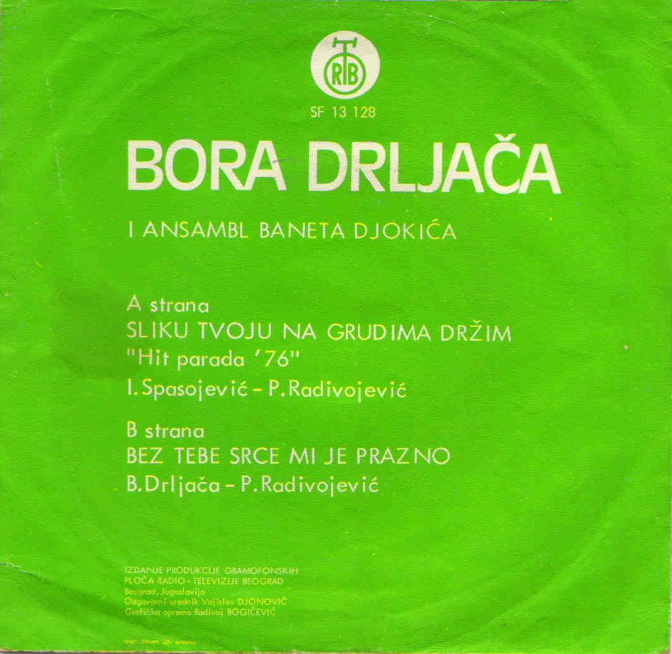 RTB
SF 13 128
BORA DRLJAČA
I ANSAMBL BANETA DJOKIĆA
A strana
SLIKU TVOJU NA GRUDIMA DRŽIM
"Hit parada '76"
I. Spasojević – P. Radivojević
B strana
BEZ TEBE SRCE MI JE PRAZNO
B. Drljača – P. Radivojević
IZDANJE PRODUKCIJE GRAMOFONSKIH
PLOČA RADIO - TELEVIZIJE BEOGRAD
Beograd, Jugoslavija
Odgovorni urednik Vojislav DJONOVIĆ
Grafička oprema Radivoj BOGIČEVIĆ